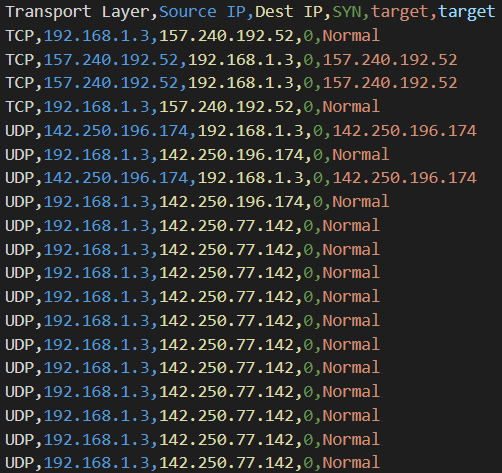 Transport Layer,Source IP,Dest IP,SYN,target,target
TCP,192.168.1.3,157.240.192.52,0,Normal
TCP,157.240.192.52,192.168.1.3,0,157.240.192.52
TCP,157.240.192.52,192.168.1.3,0,157.240.192.52
TCP,192.168.1.3,157.240.192.52,0,Normal
UDP,142.250.196.174,192.168.1.3,0,142.250.196.174
UDP,192.168.1.3,142.250.196.174,0,Normal
UDP,142.250.196.174,192.168.1.3,0,142.250.196.174
UDP,192.168.1.3,142.250.196.174,0,Normal
UDP,192.168.1.3,142.250.77.142,0,Normal
UDP,192.168.1.3,142.250.77.142,0,Normal
UDP,192.168.1.3,142.250.77.142,0,Normal
UDP,192.168.1.3,142.250.77.142,0,Normal
UDP,192.168.1.3,142.250.77.142,0,Normal
UDP,192.168.1.3,142.250.77.142,0,Normal
UDP,192.168.1.3,142.250.77.142,0,Normal
UDP,192.168.1.3,142.250.77.142,0,Normal
UDP,192.168.1.3,142.250.77.142,0,Normal
UDP,192.168.1.3,142.250.77.142,0,Normal
UDP,192.168.1.3,142.250.77.142,0,Normal